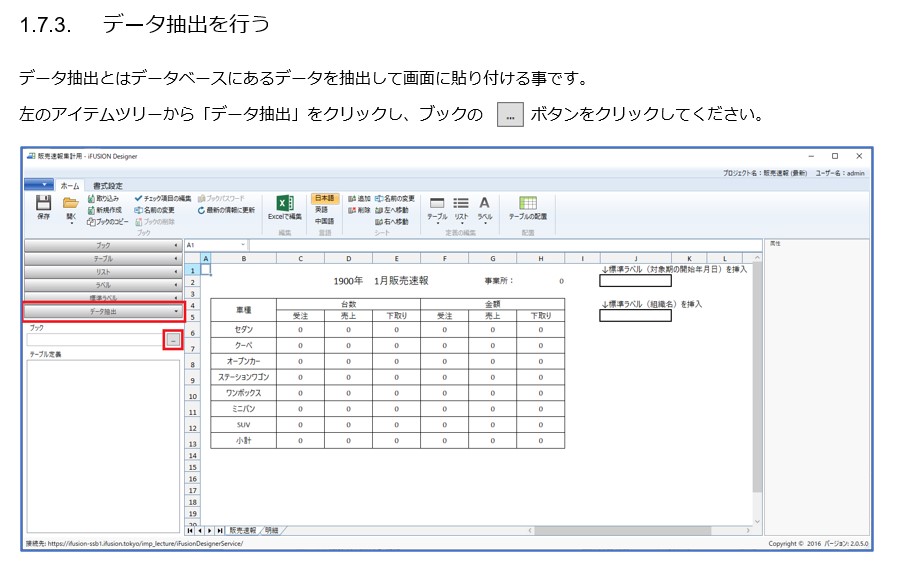 1.7.3. データ抽出を行う
データ抽出とはデータベースにあるデータを抽出して画面に貼り付ける事です。
左のアイテムツリーから「データ抽出」をクリックし、ブックの ... ボタンをクリックしてください。
販売速報集計用 - iFUSION Designer
プロジェクト名：販売速報 (最新) ユーザー名：admin
ホーム 書式設定
保存 開く 取り込み 新規作成 ブックのコピー チェック項目の編集 名前の変更 ブックの削除 ブックパスワード 最新の情報に更新 Excelで編集 日本語 英語 中国語 追加 削除 名前の変更 左へ移動 右へ移動 テーブル リスト ラベル テーブルの配置
ブック 編集 言語 シート 定義の編集 配置
ブック
テーブル
リスト
ラベル
標準ラベル
データ抽出
ブック
...
テーブル定義
A1
A B C D E F G H I J K L
1 ↓標準ラベル（対象期の開始年月日）を挿入
2 1900年 1月販売速報 事業所： 0
3
4 車種 台数 金額 ↓標準ラベル（組織名）を挿入
5 受注 売上 下取り 受注 売上 下取り
6 セダン 0 0 0 0 0 0
7 クーペ 0 0 0 0 0 0
8 オープンカー 0 0 0 0 0 0
9 ステーションワゴン 0 0 0 0 0 0
10 ワンボックス 0 0 0 0 0 0
11 ミニバン 0 0 0 0 0 0
12 SUV 0 0 0 0 0 0
13 小計 0 0 0 0 0 0
14
15
16
17
18
19
20
販売速報 明細
属性
接続先: https://ifusion-ssb1.ifusion.tokyo/imp_lecture/iFusionDesignerService/
Copyright © 2016 バージョン: 2.0.5.0